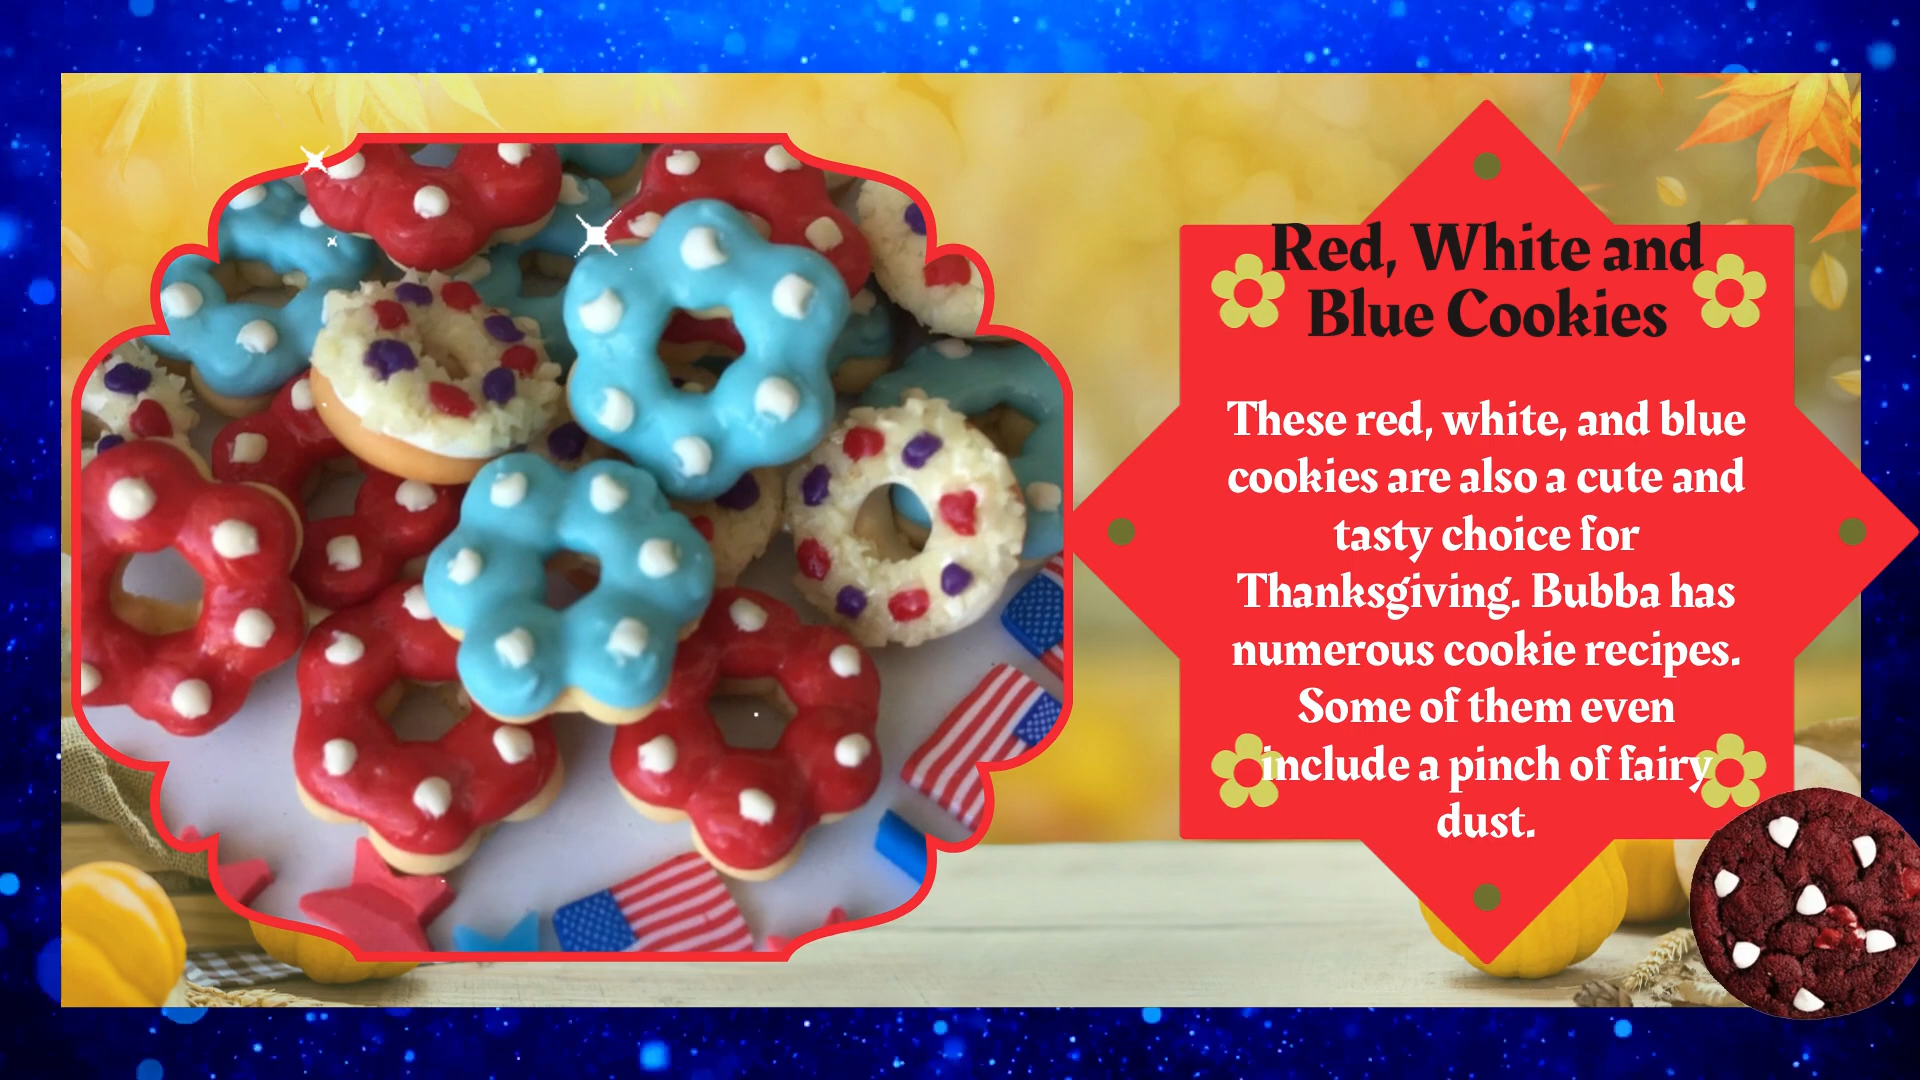 Red, White and
Blue Cookies
These red, white, and blue
cookies are also a cute and
tasty choice for
Thanksgiving. Bubba has
numerous cookie recipes.
Some of them even
include a pinch of fairy
dust.